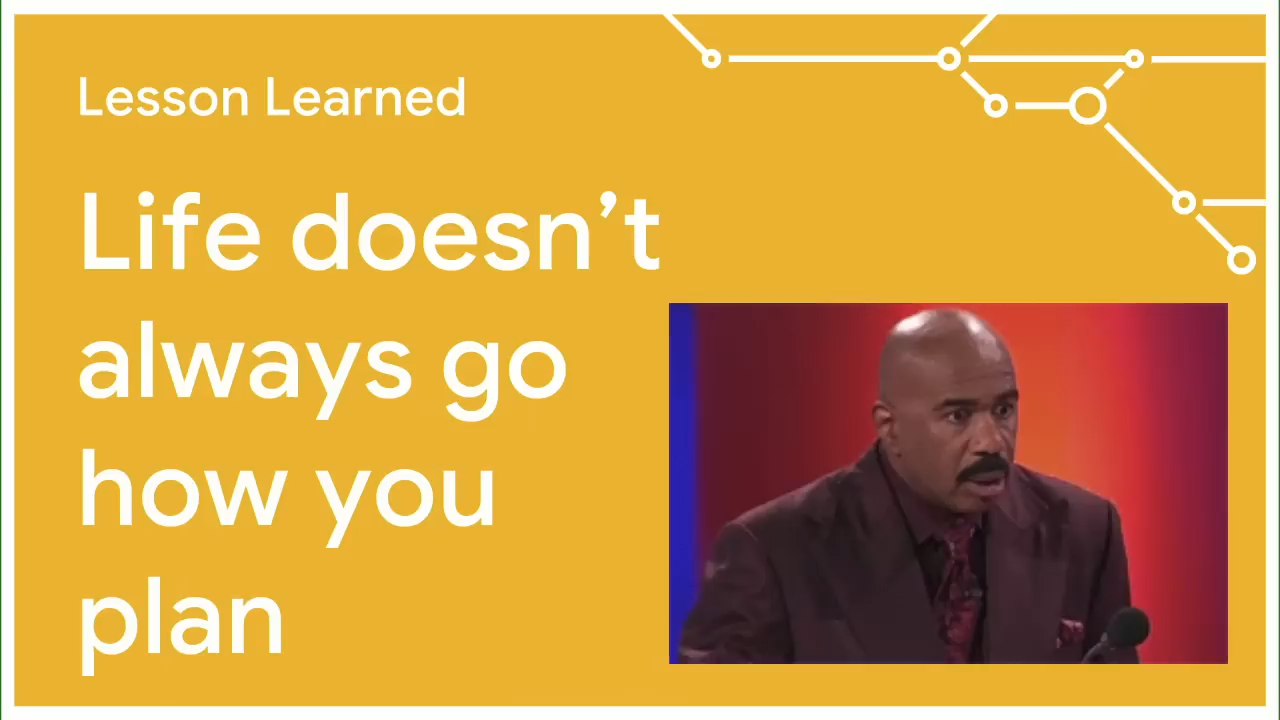 Lesson Learned
Life doesn’t
always go
how you
plan